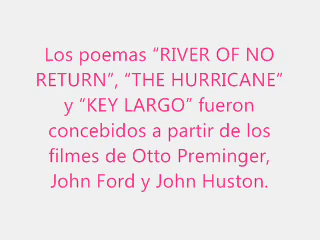 Los poemas “RIVER OF NO
RETURN”, “THE HURRICANE”
y “KEY LARGO” fueron
concebidos a partir de los
filmes de Otto Preminger,
John Ford y John Huston.